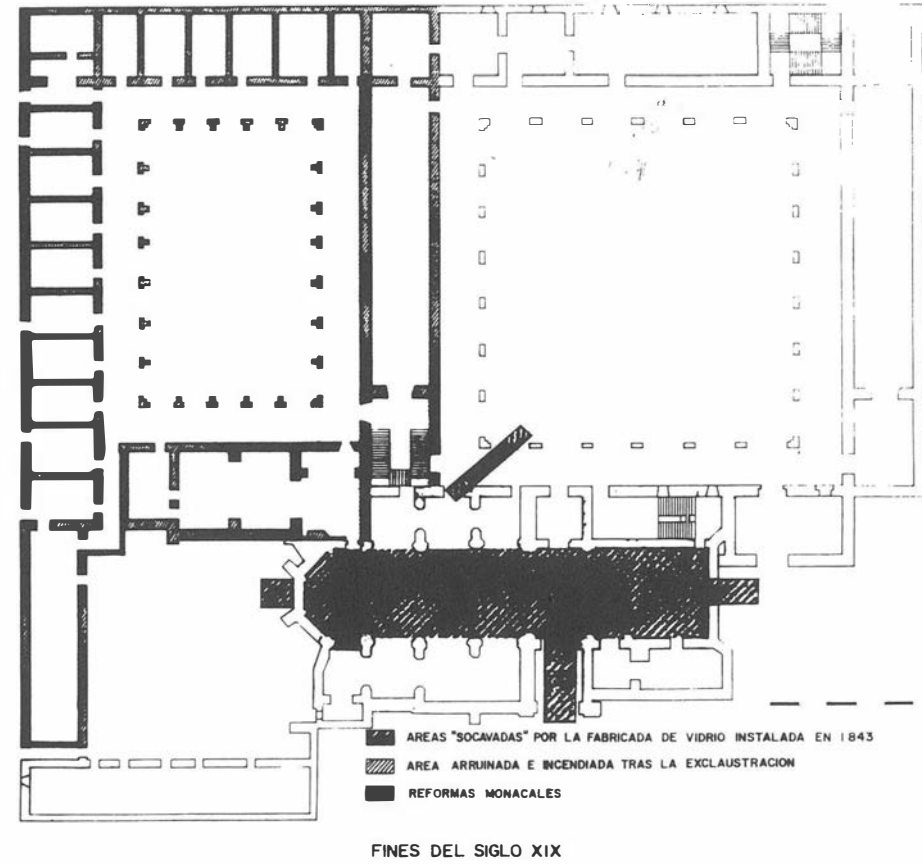 AREAS "SOCAVADAS" POR LA FABRICADA DE VIDRIO INSTALADA EN 1843
AREA ARRUINADA E INCENDIADA TRAS LA EXCLAUSTRACION
REFORMAS MONACALES
FINES DEL SIGLO XIX